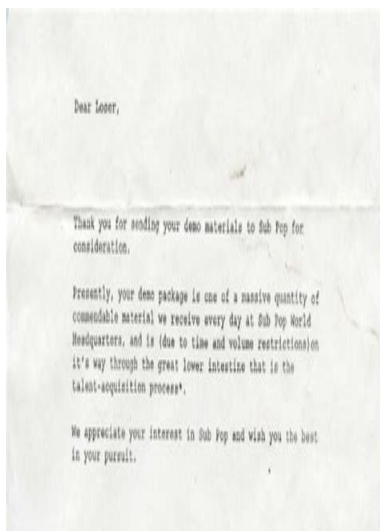 Dear Loser,
Thank you for sending your demo materials to Sub Pop for
consideration.
Presently, your demo package is one of a massive quantity of
commendable material we receive every day at Sub Pop World
Headquarters, and is (due to time and volume restrictions)on
it's way through the great lower intestine that is the
talent-acquisition process*.
We appreciate your interest in Sub Pop and wish you the best
in your pursuit.